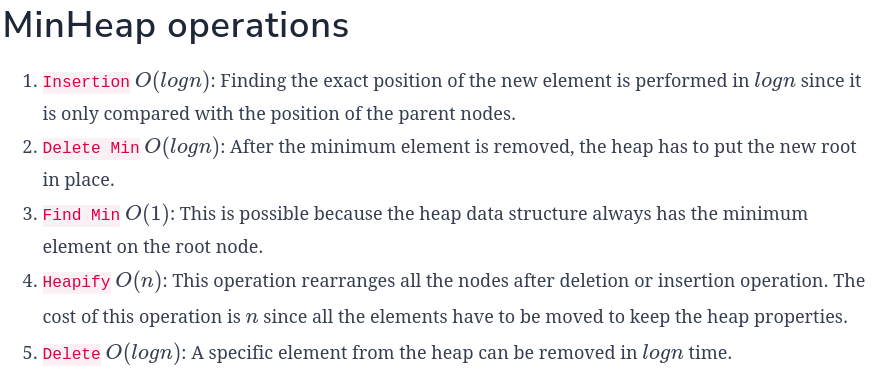 MinHeap operations
1. Insertion O(logn): Finding the exact position of the new element is performed in logn since it
is only compared with the position of the parent nodes.
2. Delete Min O(logn): After the minimum element is removed, the heap has to put the new root
in place.
3. Find Min O(1): This is possible because the heap data structure always has the minimum
element on the root node.
4. Heapify O(n): This operation rearranges all the nodes after deletion or insertion operation. The
cost of this operation is n since all the elements have to be moved to keep the heap properties.
5. Delete O(logn): A specific element from the heap can be removed in logn time.